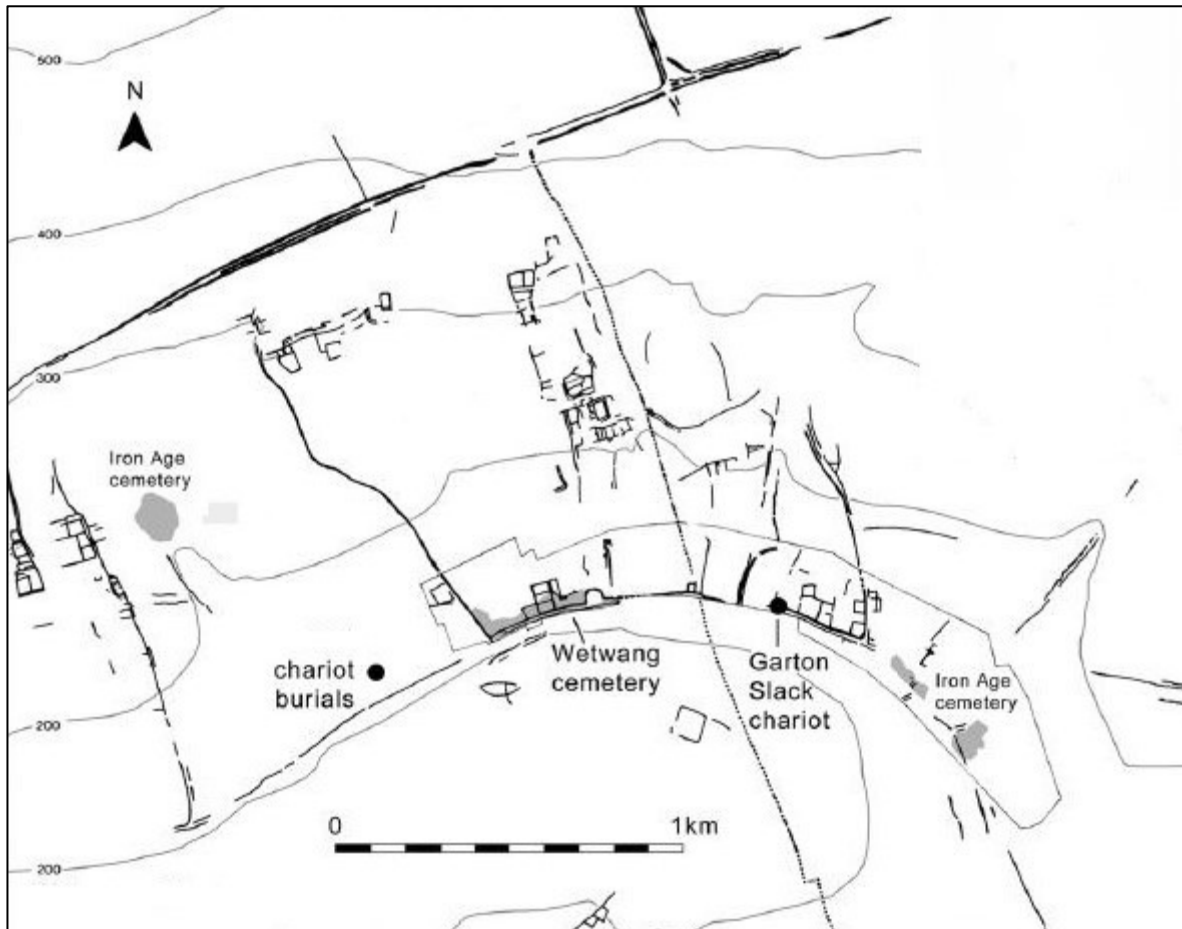 500
N
400
300
Iron Age
cemetery
chariot
burials
Wetwang
cemetery
Garton
Slack
chariot
Iron Age
cemetery
200
0 1km
200